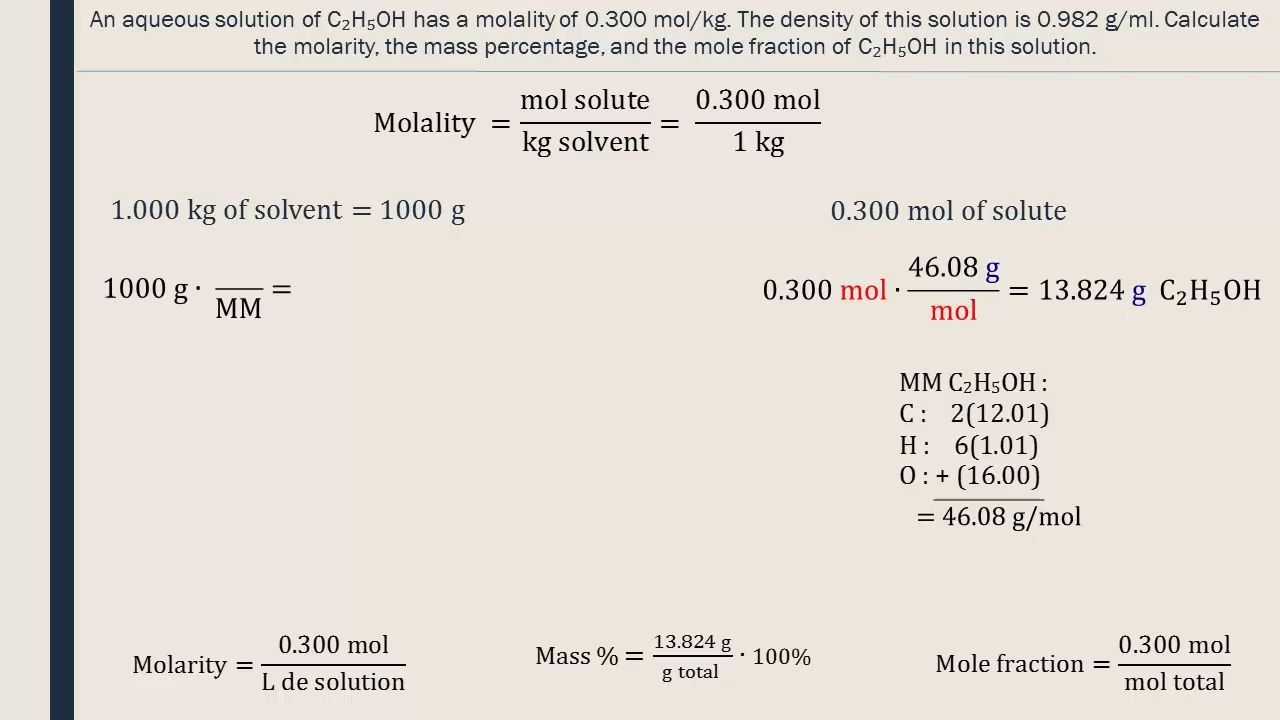 An aqueous solution of C₂H₅OH has a molality of 0.300 mol/kg. The density of this solution is 0.982 g/ml. Calculate
the molarity, the mass percentage, and the mole fraction of C₂H₅OH in this solution.
Molality = mol solute / kg solvent = 0.300 mol / 1 kg
1.000 kg of solvent = 1000 g
0.300 mol of solute
1000 g · / MM =
0.300 mol · 46.08 g / mol = 13.824 g C₂H₅OH
MM C₂H₅OH :
C : 2(12.01)
H : 6(1.01)
O : + (16.00)
= 46.08 g/mol
Molarity = 0.300 mol / L de solution
Mass % = 13.824 g / g total · 100%
Mole fraction = 0.300 mol / mol total